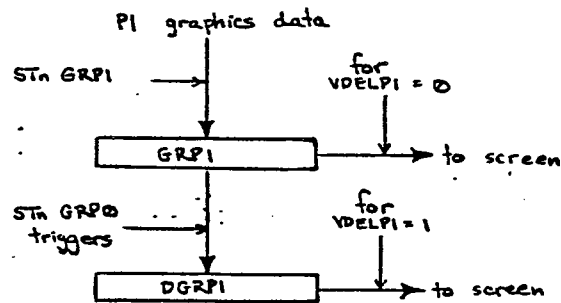 P1 graphics data
STn GRP1
for
VDELP1 = 0
GRP1
to screen
STn GRP0
triggers
for
VDELP1 = 1
DGRP1
to screen